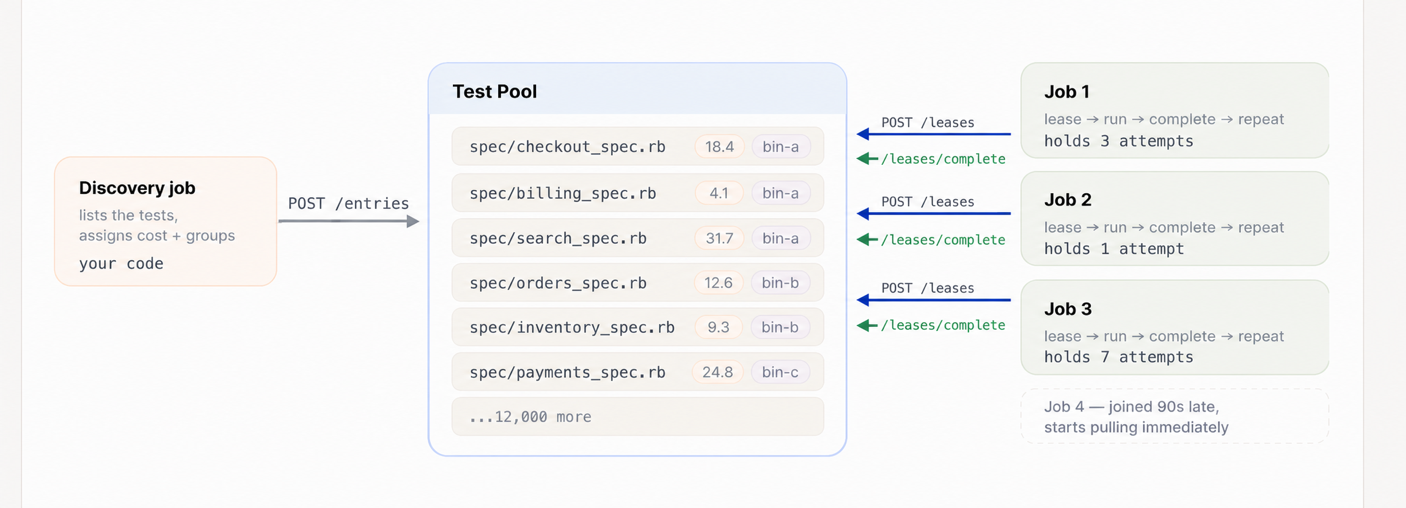 Discovery job
lists the tests,
assigns cost + groups
your code
POST /entries
Test Pool
spec/checkout_spec.rb 18.4 bin-a
spec/billing_spec.rb 4.1 bin-a
spec/search_spec.rb 31.7 bin-a
spec/orders_spec.rb 12.6 bin-b
spec/inventory_spec.rb 9.3 bin-b
spec/payments_spec.rb 24.8 bin-c
...12,000 more
POST /leases
/leases/complete
POST /leases
/leases/complete
POST /leases
/leases/complete
Job 1
lease → run → complete → repeat
holds 3 attempts
Job 2
lease → run → complete → repeat
holds 1 attempt
Job 3
lease → run → complete → repeat
holds 7 attempts
Job 4 — joined 90s late,
starts pulling immediately